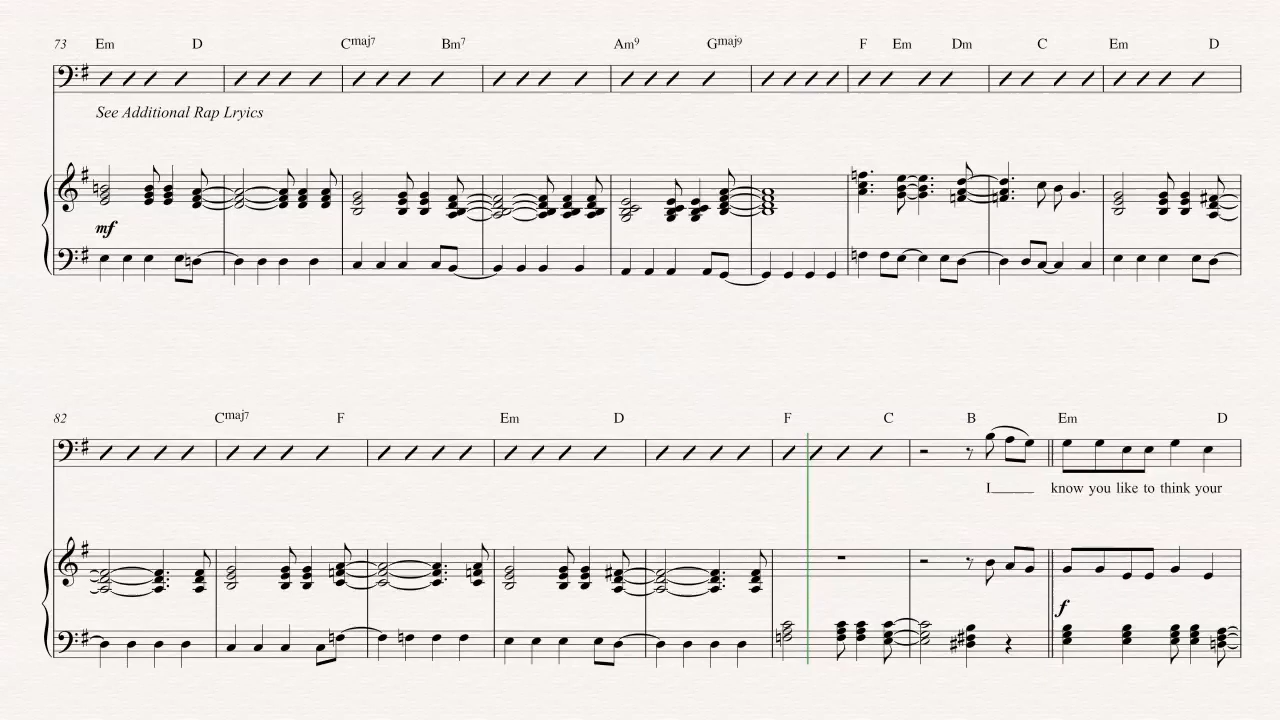 73 Em D Cmaj7 Bm7 Am9 Gmaj9 F Em Dm C Em D
See Additional Rap Lryics
mf
82 Cmaj7 F Em D F C B Em D
I____ know you like to think your
f